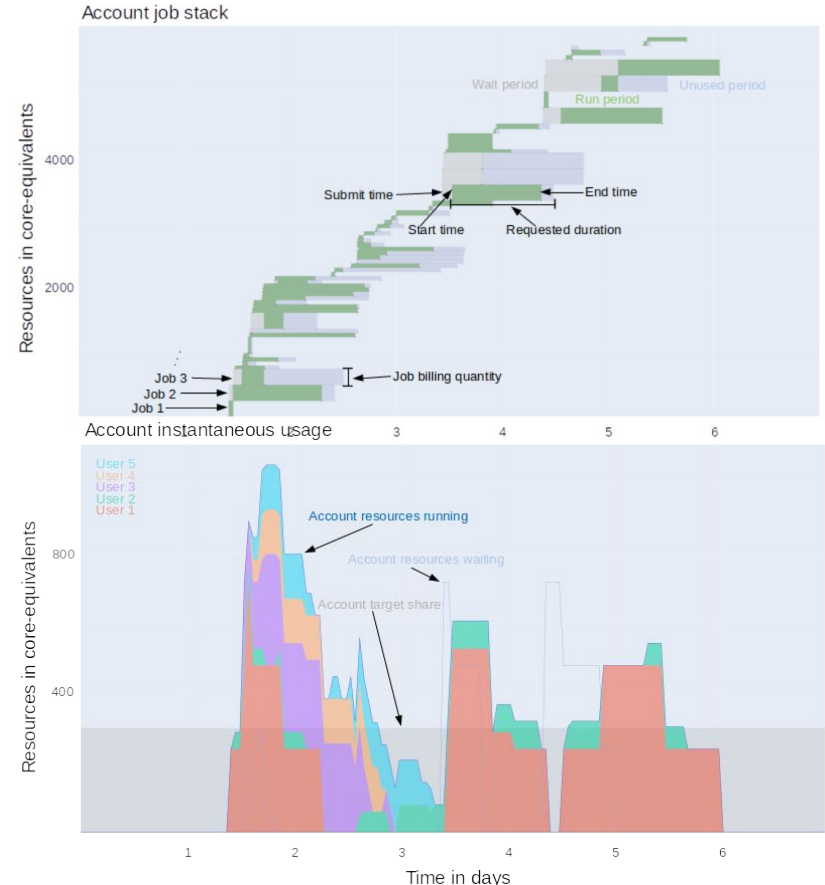 Account job stack
Resources in core-equivalents
4000
2000
Wait period
Unused period
Run period
Submit time
End time
Start time
Requested duration
Job 3
Job billing quantity
Job 2
Job 1
1 2 3 4 5 6
Account instantaneous usage
Resources in core-equivalents
800
400
User 5
User 4
User 3
User 2
User 1
Account resources running
Account resources waiting
Account target share
1 2 3 4 5 6
Time in days